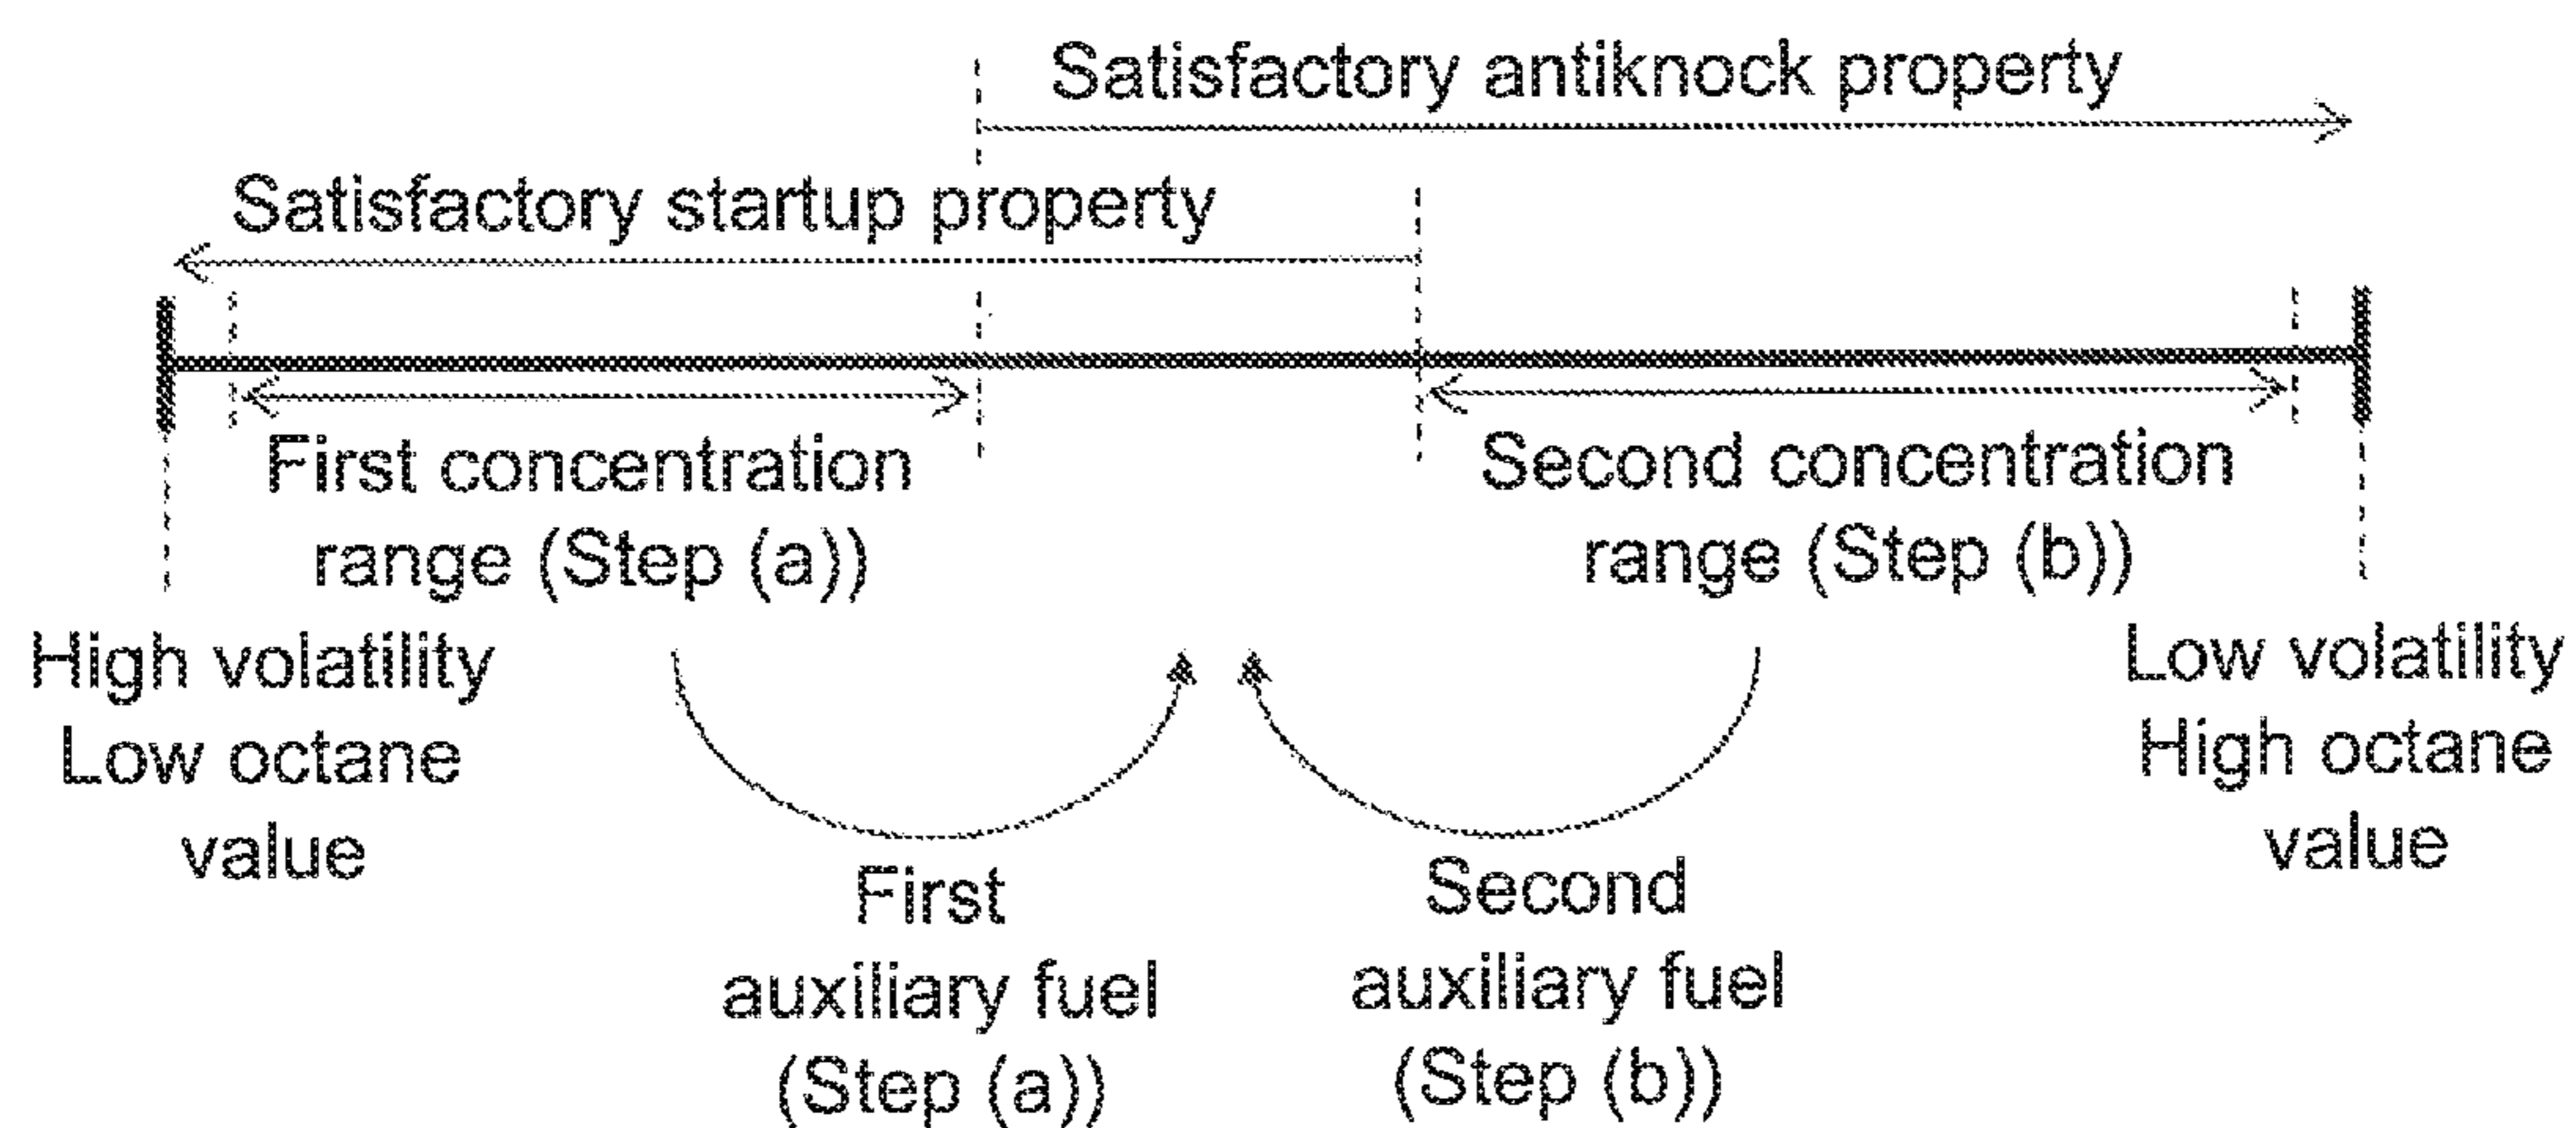 Satisfactory antiknock property
Satisfactory startup property
First concentration
range (Step (a))
Second concentration
range (Step (b))
High volatility
Low octane
value
Low volatility
High octane
value
First
auxiliary fuel
(Step (a))
Second
auxiliary fuel
(Step (b))